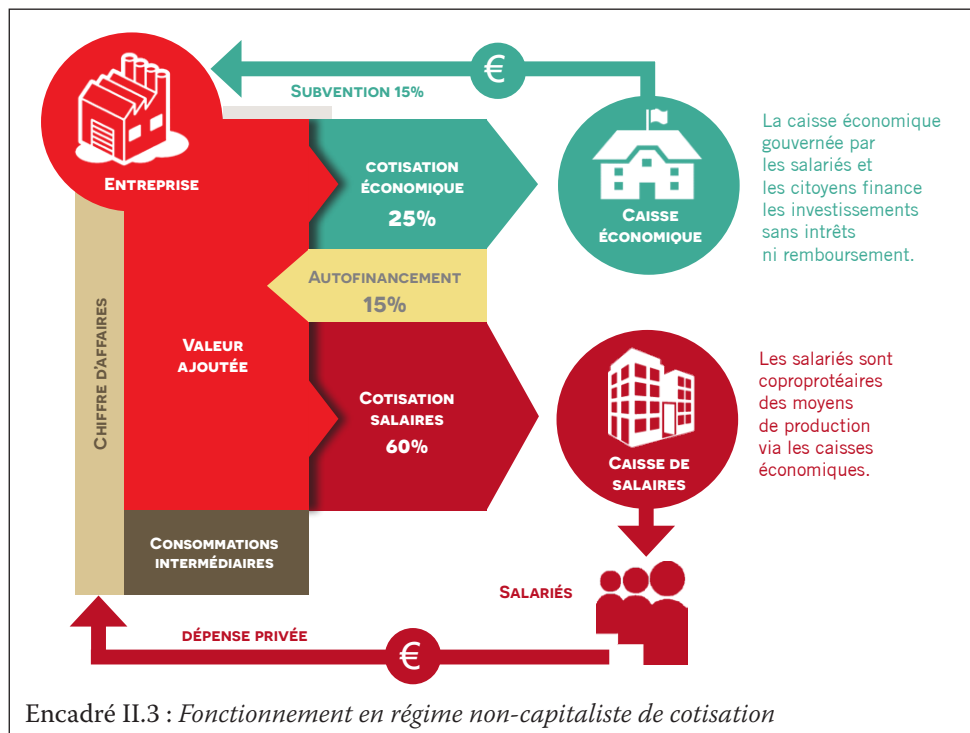 €
SUBVENTION 15%
ENTREPRISE
COTISATION
ÉCONOMIQUE
25%
CAISSE
ÉCONOMIQUE
La caisse économique
gouvernée par
les salariés et
les citoyens finance
les investissements
sans intrêts
ni remboursement.
AUTOFINANCEMENT
15%
CHIFFRE D'AFFAIRES
VALEUR
AJOUTÉE
COTISATION
SALAIRES
60%
CAISSE DE
SALAIRES
Les salariés sont
coproprotéaires
des moyens
de production
via les caisses
économiques.
CONSOMMATIONS
INTERMÉDIAIRES
SALARIÉS
DÉPENSE PRIVÉE
€
Encadré II.3 : Fonctionnement en régime non-capitaliste de cotisation